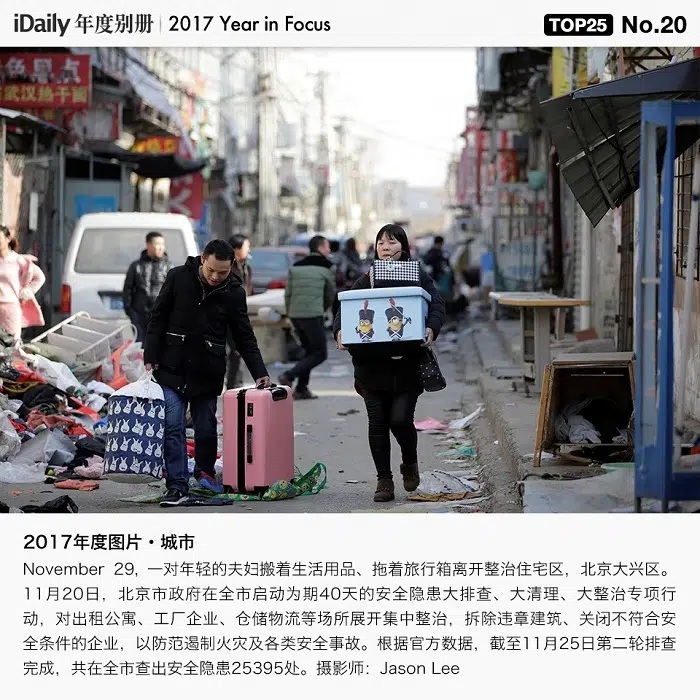 iDaily 年度别册 | 2017 Year in Focus TOP25 No.20
良臭点
武汉热干
2017年度图片·城市
November 29, 一对年轻的夫妇搬着生活用品、拖着旅行箱离开整治住宅区，北京大兴区。
11月20日，北京市政府在全市启动为期40天的安全隐患大排查、大清理、大整治专项行
动，对出租公寓、工厂企业、仓储物流等场所展开集中整治，拆除违章建筑、关闭不符合安
全条件的企业，以防范遏制火灾及各类安全事故。根据官方数据，截至11月25日第二轮排查
完成，共在全市查出安全隐患25395处。摄影师：Jason Lee